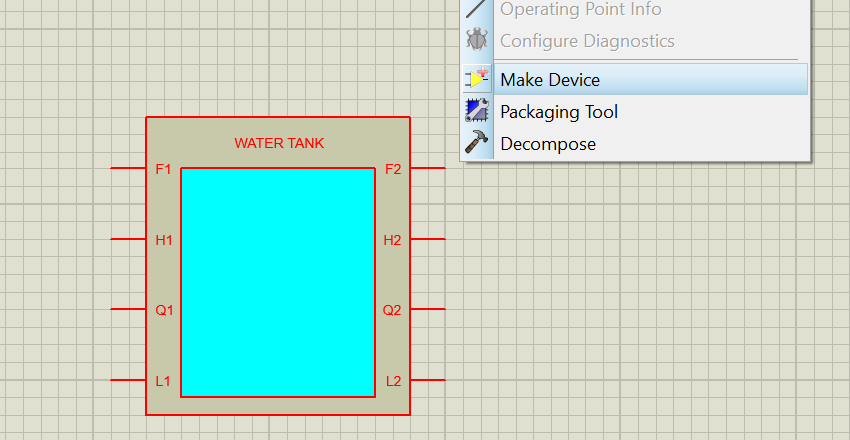 Operating Point Info
Configure Diagnostics
Make Device
Packaging Tool
Decompose
WATER TANK
F1 F2
H1 H2
Q1 Q2
L1 L2